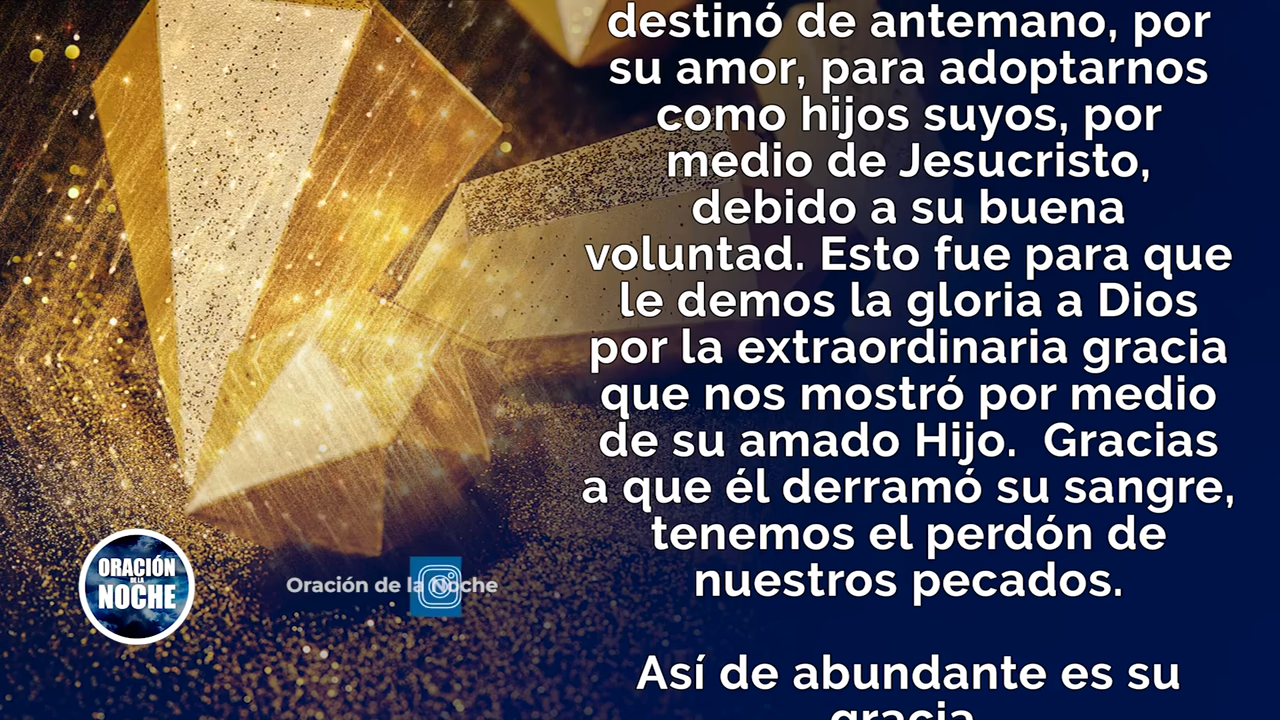 destinó de antemano, por
su amor, para adoptarnos
como hijos suyos, por
medio de Jesucristo,
debido a su buena
voluntad. Esto fue para que
le demos la gloria a Dios
por la extraordinaria gracia
que nos mostró por medio
de su amado Hijo.  Gracias
a que él derramó su sangre,
tenemos el perdón de
nuestros pecados.
Así de abundante es su
gracia
ORACIÓN
DE LA
NOCHE
Oración de la Noche